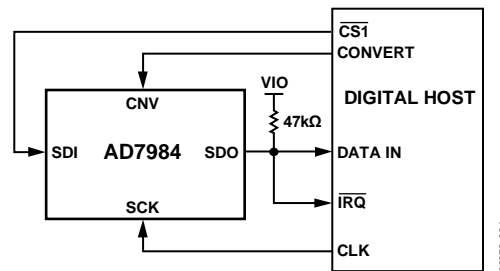 CS1
CONVERT
CNV
VIO
DIGITAL HOST
47kΩ
SDI
AD7984
SDO
DATA IN
SCK
IRQ
CLK